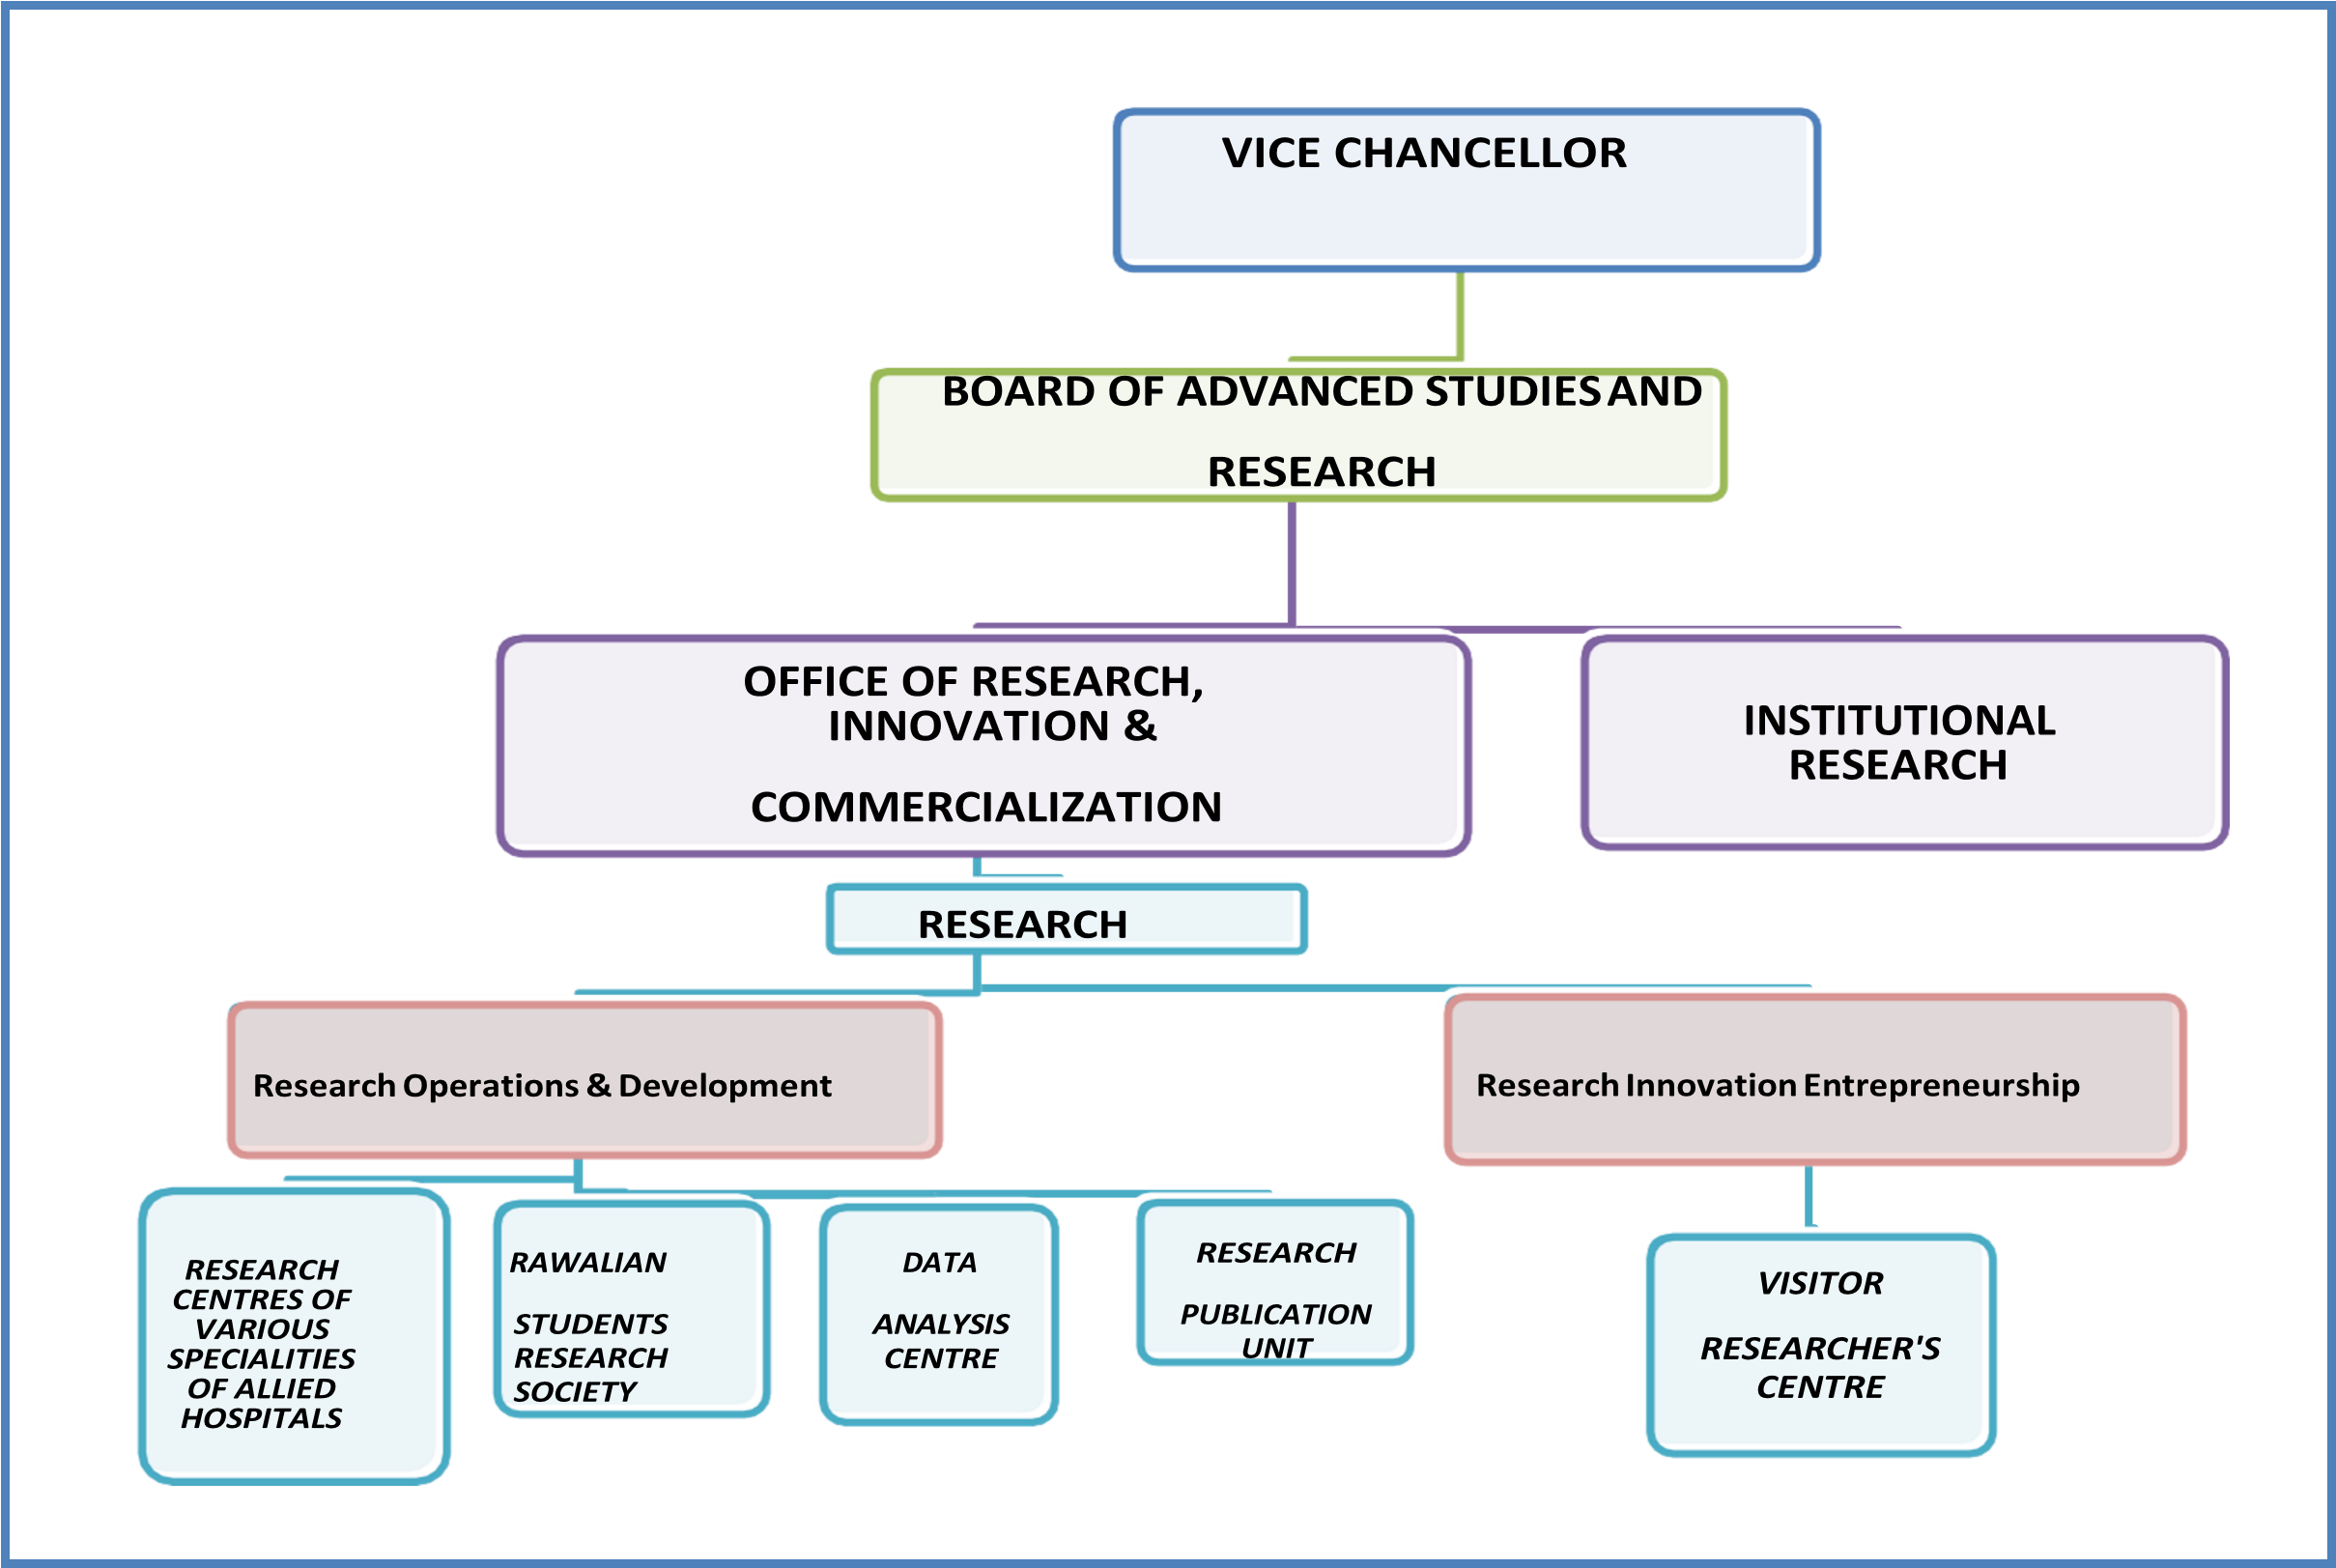 VICE CHANCELLOR
BOARD OF ADVANCED STUDIES AND
RESEARCH
OFFICE OF RESEARCH,
INNOVATION &
COMMERCIALIZATION
INSTITUTIONAL
RESEARCH
RESEARCH
Research Operations & Development
Research Innovation Entrepreneurship
RESEARCH
CENTRES OF
VARIOUS
SPECIALITIES
OF ALLIED
HOSPITALS
RAWALIAN
STUDENTS
RESEARCH
SOCIETY
DATA
ANALYSIS
CENTRE
RESEARCH
PUBLICATION
UNIT
VISITOR
RESEARCHER'S
CENTRE